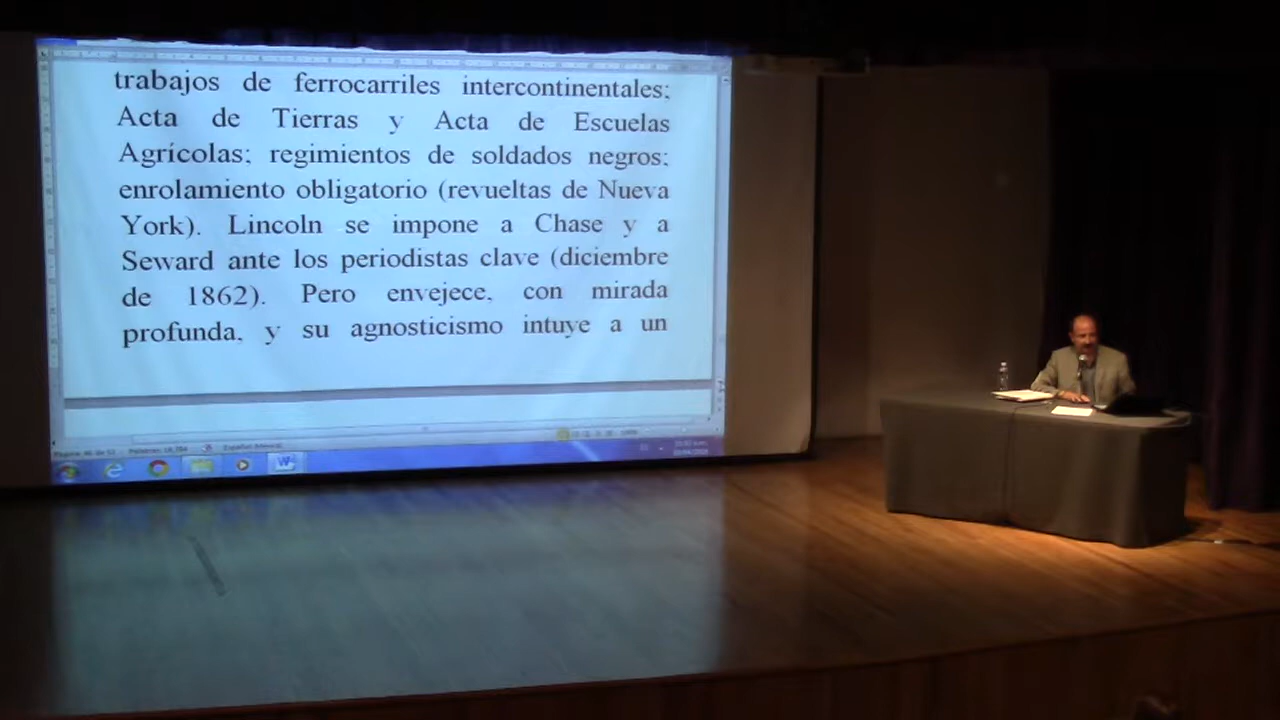 trabajos de ferrocarriles intercontinentales;
Acta de Tierras y Acta de Escuelas
Agrícolas; regimientos de soldados negros;
enrolamiento obligatorio (revueltas de Nueva
York). Lincoln se impone a Chase y a
Seward ante los periodistas clave (diciembre
de 1862). Pero envejece, con mirada
profunda, y su agnosticismo intuye a un